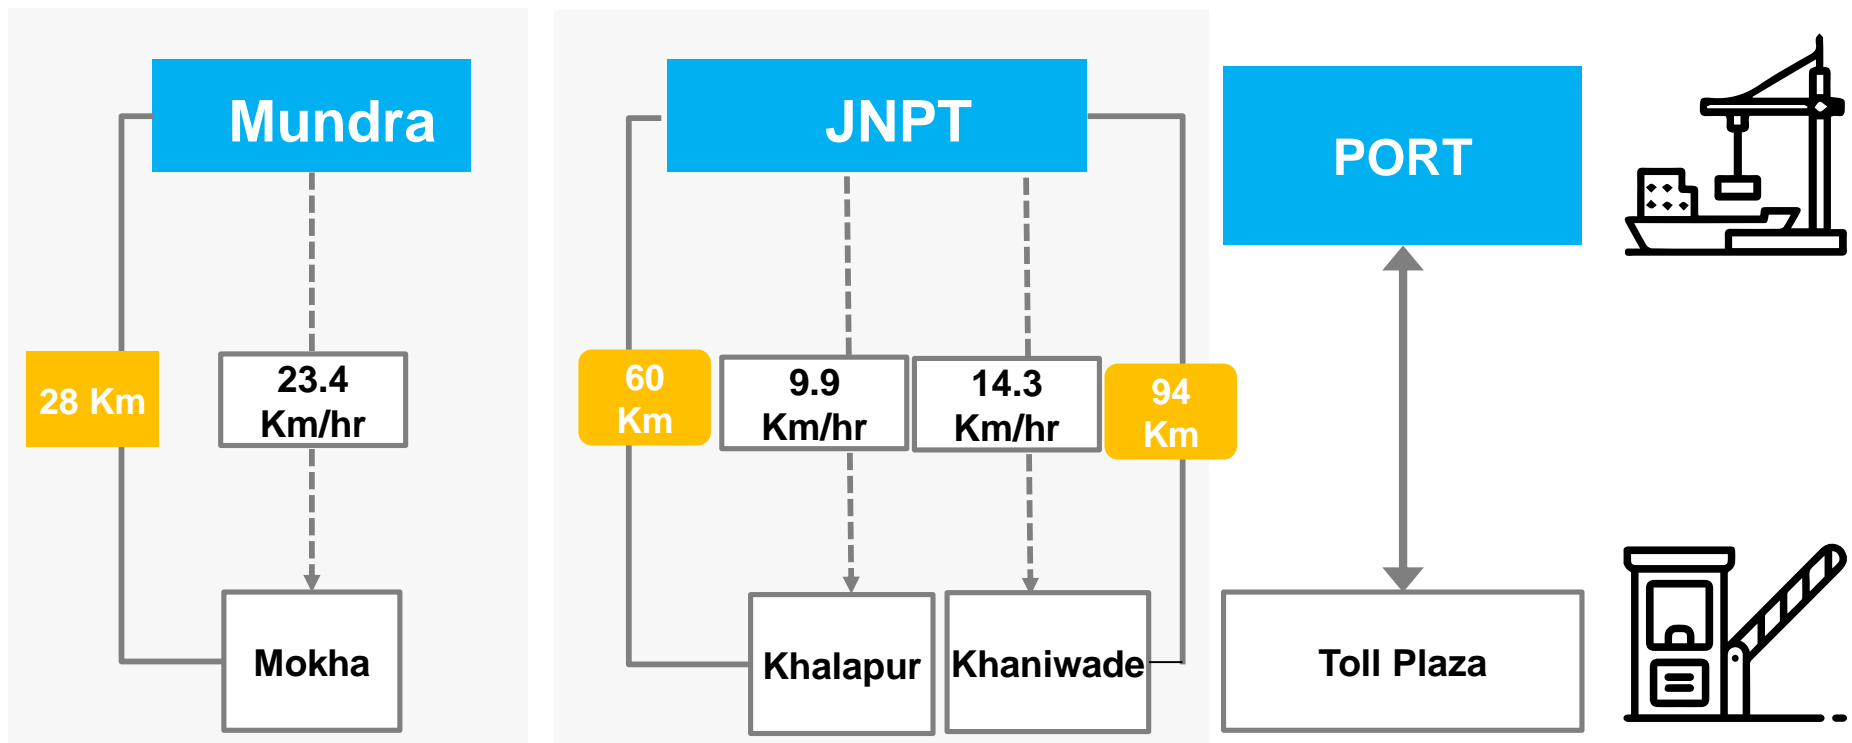 Mundra
28 Km
23.4
Km/hr
Mokha
JNPT
60
Km
9.9
Km/hr
14.3
Km/hr
94
Km
Khalapur
Khaniwade
PORT
Toll Plaza